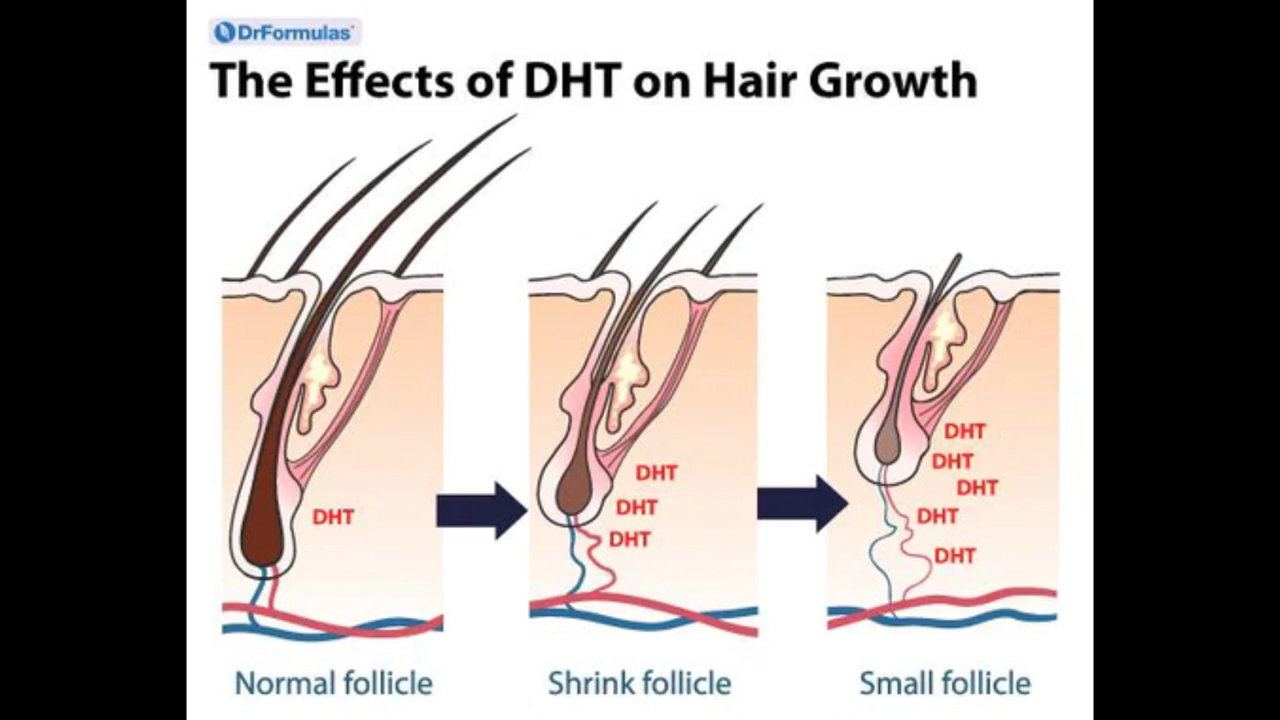 DrFormulas
The Effects of DHT on Hair Growth
DHT
DHT
DHT
DHT
DHT
DHT
DHT
DHT
DHT
Normal follicle
Shrink follicle
Small follicle